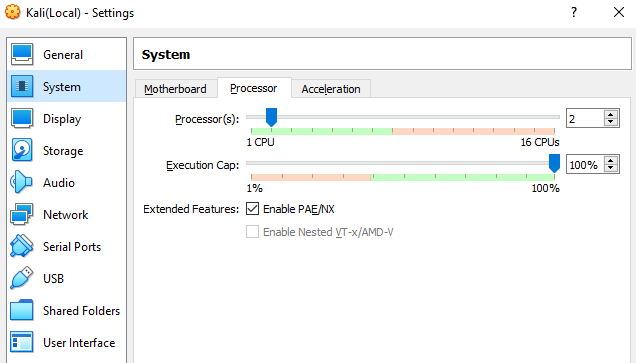 Kali(Local) - Settings
?
General
System
Display
Storage
Audio
Network
Serial Ports
USB
Shared Folders
User Interface
System
Motherboard Processor Acceleration
Processor(s): 2
1 CPU 16 CPUs
Execution Cap: 100%
1% 100%
Extended Features: Enable PAE/NX
Enable Nested VT-x/AMD-V